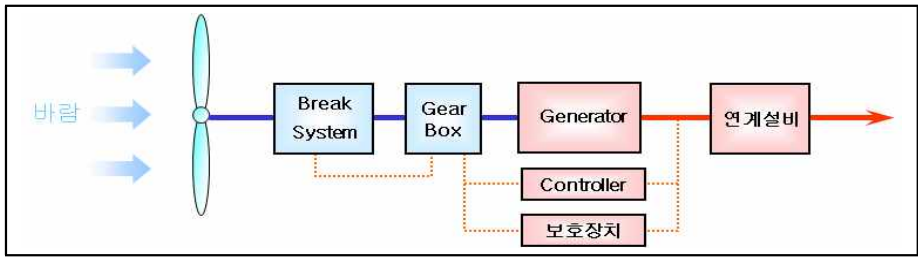 바람
Break
System
Gear
Box
Generator
연계설비
Controller
보호장치